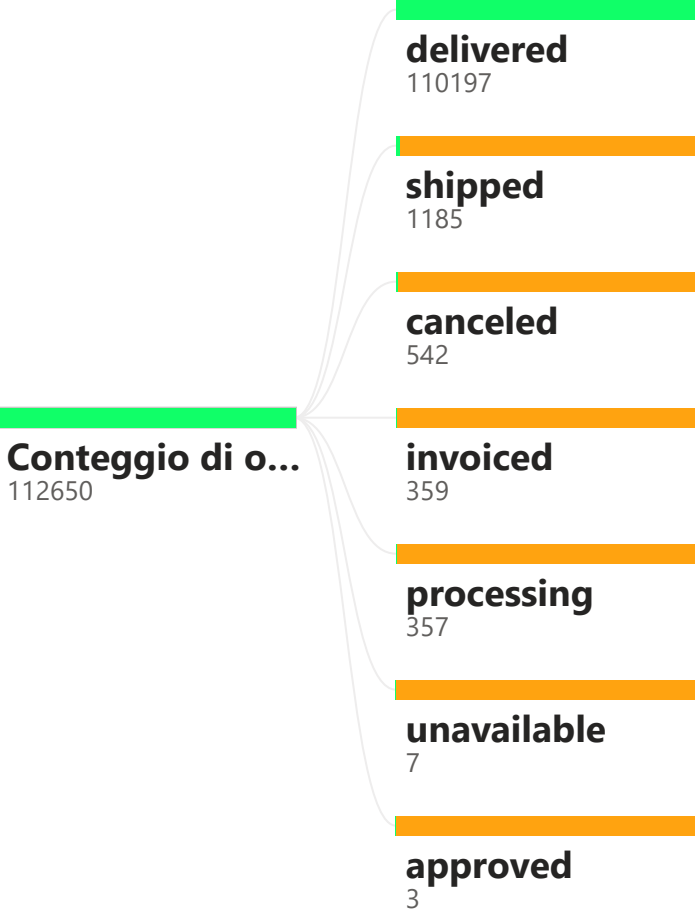 delivered
110197
shipped
1185
canceled
542
Conteggio di o...
112650
invoiced
359
processing
357
unavailable
7
approved
3